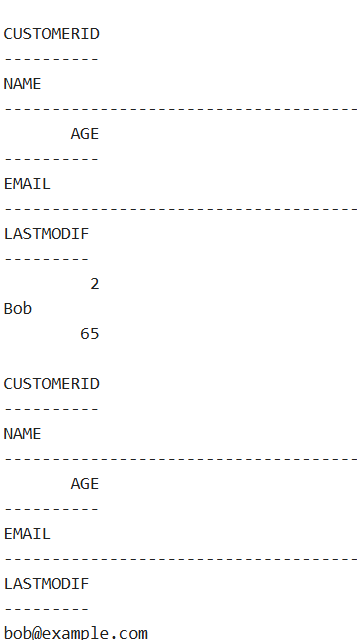 CUSTOMERID
----------
NAME
-------------------------------------
       AGE
----------
EMAIL
-------------------------------------
LASTMODIF
---------
         2
Bob
        65

CUSTOMERID
----------
NAME
-------------------------------------
       AGE
----------
EMAIL
-------------------------------------
LASTMODIF
---------
bob@example.com